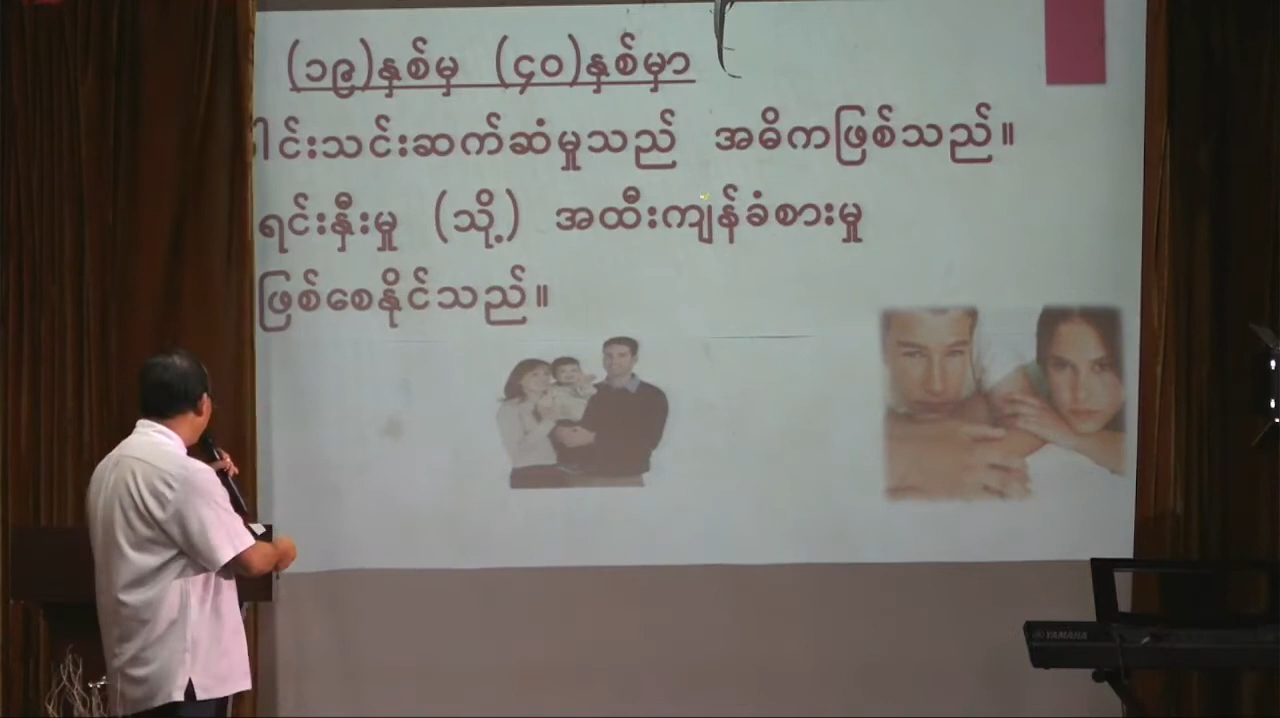 (၁၉)နှစ်မှ (၄၀)နှစ်မှာ
ပါင်းသင်းဆက်ဆံမှုသည် အဓိကဖြစ်သည်။
ရင်းနှီးမှု (သို့) အထီးကျန်ခံစားမှု
ဖြစ်စေနိုင်သည်။
YAMAHA